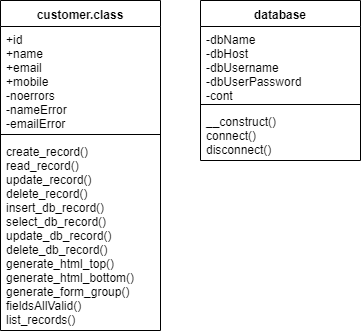 customer.class
+id
+name
+email
+mobile
-noerrors
-nameError
-emailError
create_record()
read_record()
update_record()
delete_record()
insert_db_record()
select_db_record()
update_db_record()
delete_db_record()
generate_html_top()
generate_html_bottom()
generate_form_group()
fieldsAllValid()
list_records()
database
-dbName
-dbHost
-dbUsername
-dbUserPassword
-cont
__construct()
connect()
disconnect()